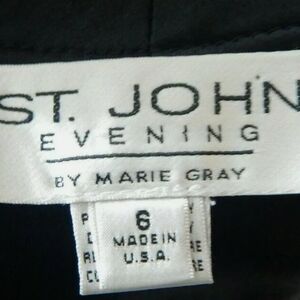 ST. JOHN
EVENING
BY MARIE GRAY
6
MADE IN
U.S.A.